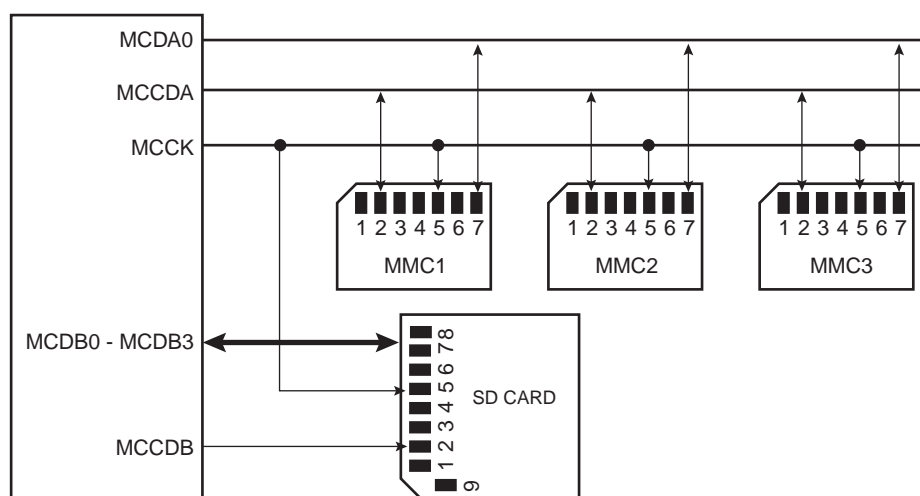 MCDA0
MCCDA
MCCK
1 2 3 4 5 6 7
MMC1
1 2 3 4 5 6 7
MMC2
1 2 3 4 5 6 7
MMC3
MCDB0 - MCDB3
MCCDB
1 2 3 4 5 6 7 8
9
SD CARD